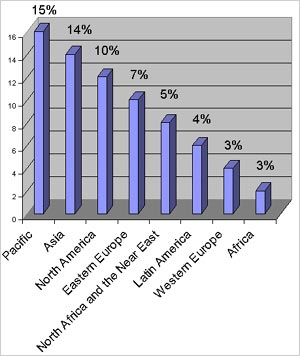 15%
14%
10%
7%
5%
4%
3%
3%
16
14
12
10
8
6
4
2
0
Pacific
Asia
North America
Eastern Europe
North Africa and the Near East
Latin America
Western Europe
Africa